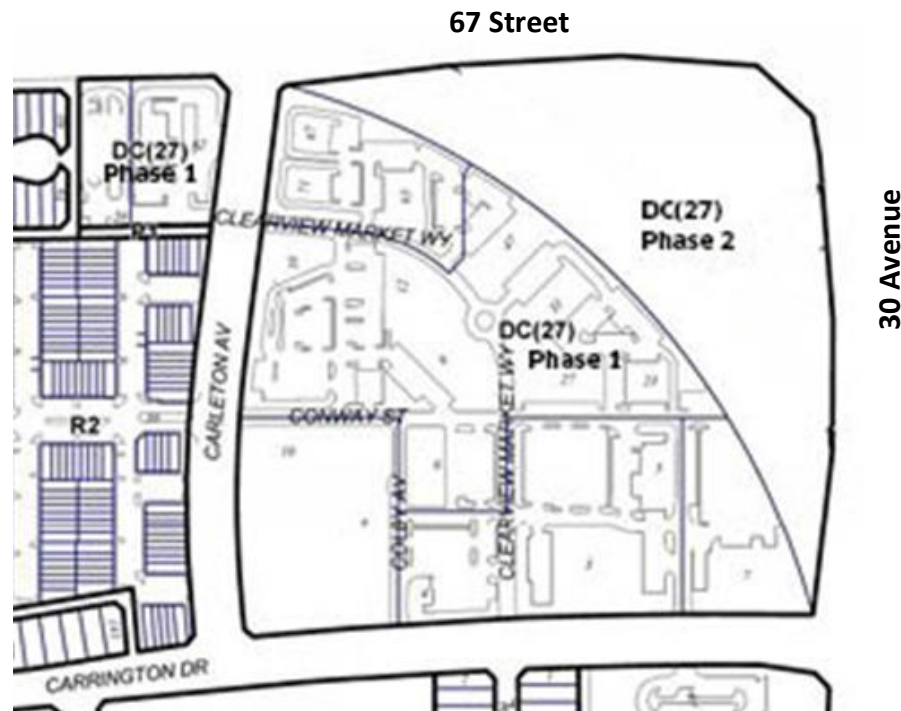 67 Street
30 Avenue
DC(27)
Phase 1
DC(27)
Phase 2
CLEARVIEW MARKET WY
DC(27)
Phase 1
CARLETON AV
CONWAY ST
R2
COLBY AV
CLEARVIEW MARKET WY
CARRINGTON DR